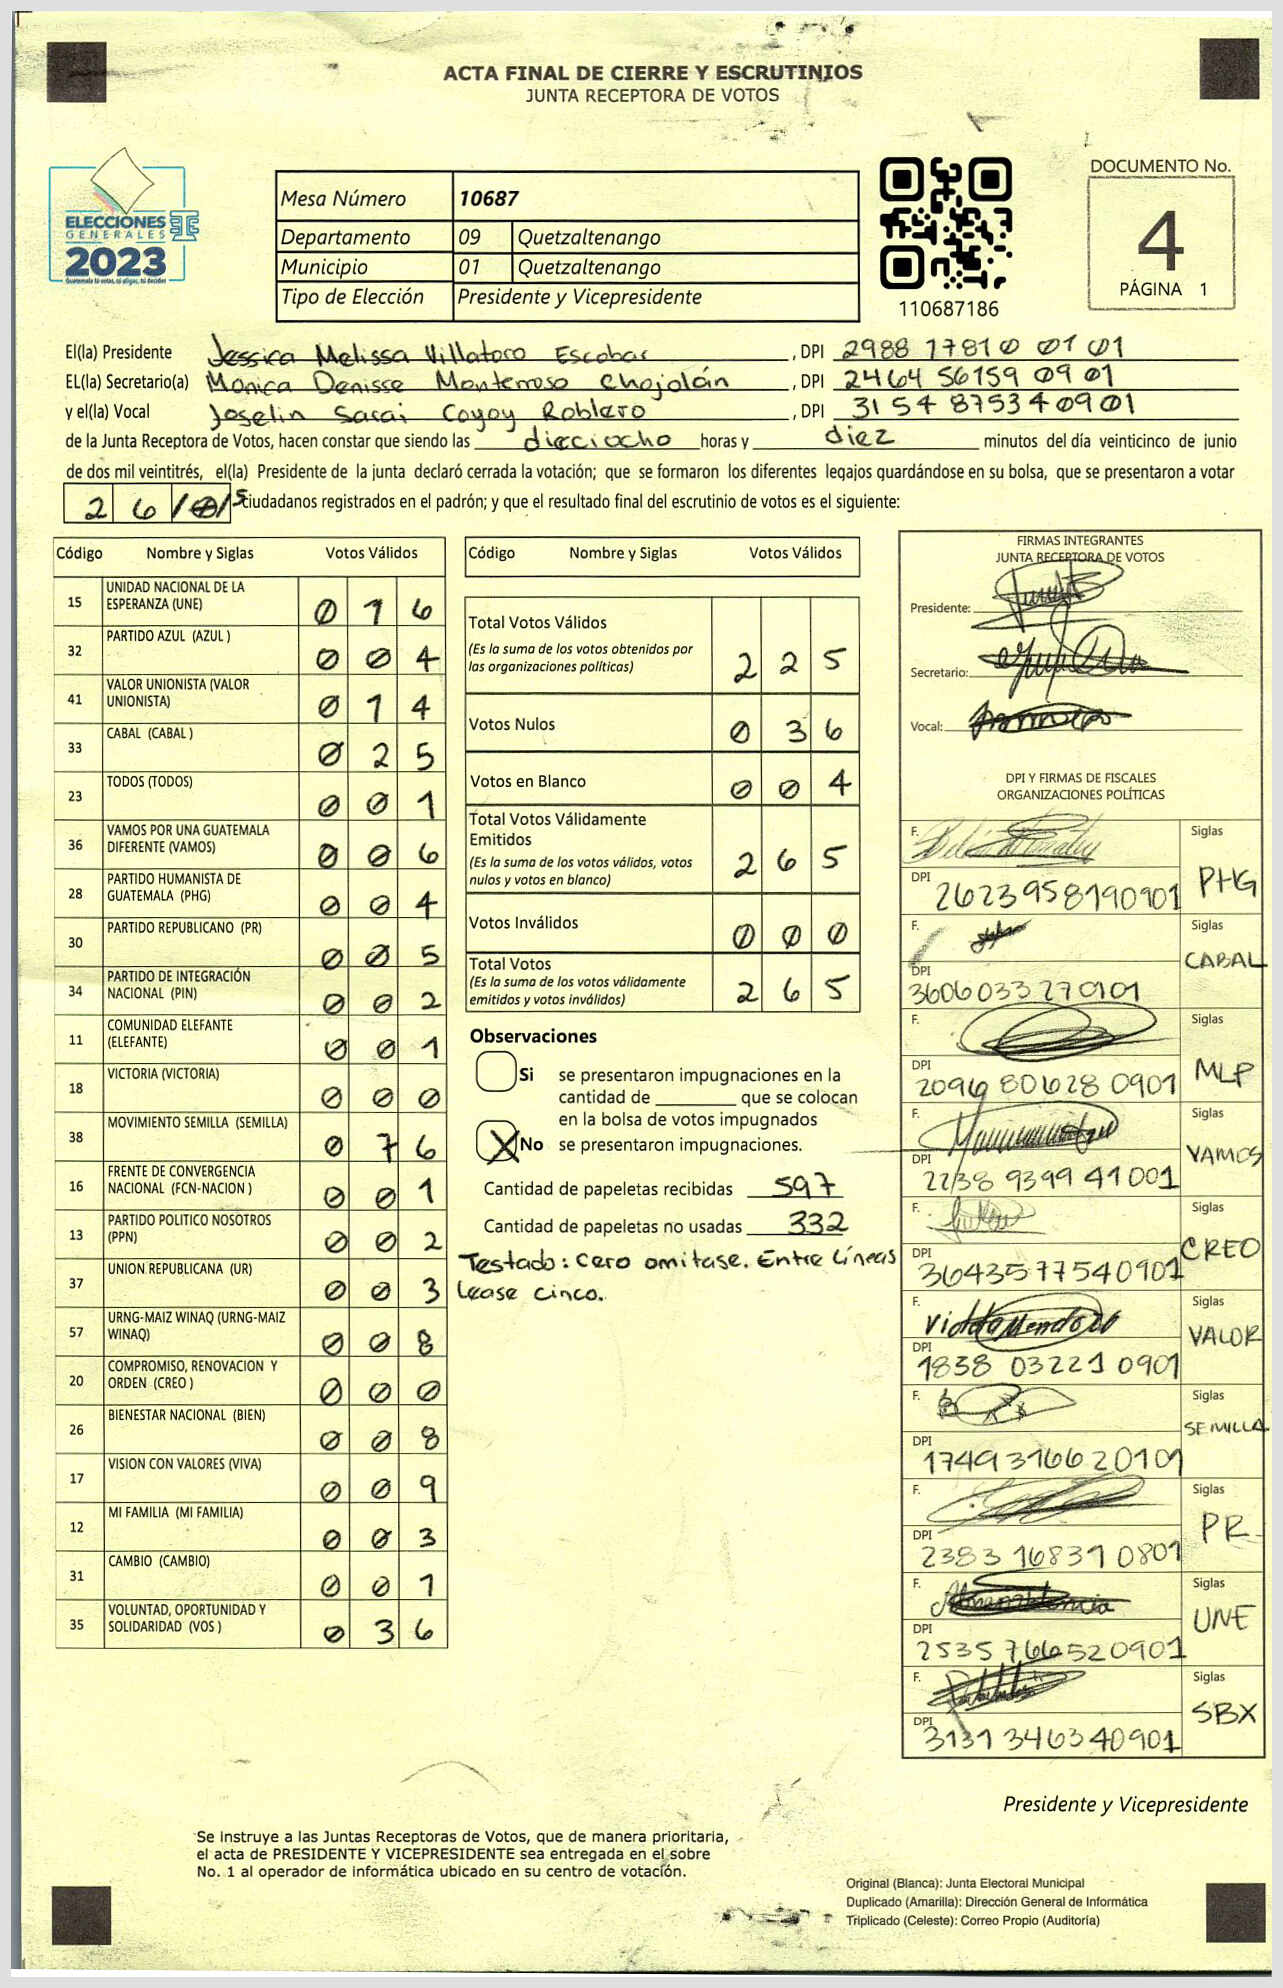 ACTA FINAL DE CIERRE Y ESCRUTINIOS
JUNTA RECEPTORA DE VOTOS
ELECCIONES
GENERALES
2023
Guatemala tú votas, tú eliges, tú decides
Mesa Número 10687
Departamento 09 Quetzaltenango
Municipio 01 Quetzaltenango
Tipo de Elección Presidente y Vicepresidente
110687186
DOCUMENTO No.
4
PÁGINA 1
El(la) Presidente Jessica Melissa Villatoro Escobar, DPI 2988 17810 0101
EL(la) Secretario(a) Monica Denisse Monterroso Chojolán, DPI 2464 56159 0901
y el(la) Vocal Joselin Sarai Coyoy Roblero, DPI 3154 87534 0901
de la Junta Receptora de Votos, hacen constar que siendo las dieciocho horas y diez minutos del día veinticinco de junio
de dos mil veintitrés, el(la) Presidente de la junta declaró cerrada la votación; que se formaron los diferentes legajos guardándose en su bolsa, que se presentaron a votar
2 6 /0/ 5 ciudadanos registrados en el padrón; y que el resultado final del escrutinio de votos es el siguiente:
Código Nombre y Siglas Votos Válidos
15 UNIDAD NACIONAL DE LA ESPERANZA (UNE) 0 1 6
32 PARTIDO AZUL (AZUL ) 0 0 4
41 VALOR UNIONISTA (VALOR UNIONISTA) 0 1 4
33 CABAL (CABAL ) 0 2 5
23 TODOS (TODOS) 0 0 1
36 VAMOS POR UNA GUATEMALA DIFERENTE (VAMOS) 0 0 6
28 PARTIDO HUMANISTA DE GUATEMALA (PHG) 0 0 4
30 PARTIDO REPUBLICANO (PR) 0 0 5
34 PARTIDO DE INTEGRACIÓN NACIONAL (PIN) 0 0 2
11 COMUNIDAD ELEFANTE (ELEFANTE) 0 0 1
18 VICTORIA (VICTORIA) 0 0 0
38 MOVIMIENTO SEMILLA (SEMILLA) 0 7 6
16 FRENTE DE CONVERGENCIA NACIONAL (FCN-NACION ) 0 0 1
13 PARTIDO POLITICO NOSOTROS (PPN) 0 0 2
37 UNION REPUBLICANA (UR) 0 0 3
57 URNG-MAIZ WINAQ (URNG-MAIZ WINAQ) 0 0 8
20 COMPROMISO, RENOVACION Y ORDEN (CREO ) 0 0 0
26 BIENESTAR NACIONAL (BIEN) 0 0 8
17 VISION CON VALORES (VIVA) 0 0 9
12 MI FAMILIA (MI FAMILIA) 0 0 3
31 CAMBIO (CAMBIO) 0 0 1
35 VOLUNTAD, OPORTUNIDAD Y SOLIDARIDAD (VOS ) 0 3 6
Código Nombre y Siglas Votos Válidos
Total Votos Válidos
(Es la suma de los votos obtenidos por
las organizaciones políticas) 2 2 5
Votos Nulos 0 3 6
Votos en Blanco 0 0 4
Total Votos Válidamente
Emitidos
(Es la suma de los votos válidos, votos
nulos y votos en blanco) 2 6 5
Votos Inválidos 0 0 0
Total Votos
(Es la suma de los votos válidamente
emitidos y votos inválidos) 2 6 5
Observaciones
Si se presentaron impugnaciones en la
cantidad de ________ que se colocan
en la bolsa de votos impugnados
X No se presentaron impugnaciones.
Cantidad de papeletas recibidas 597
Cantidad de papeletas no usadas 332
Testado: Cero omitase. Entre líneas
Lease cinco.
FIRMAS INTEGRANTES
JUNTA RECEPTORA DE VOTOS
Presidente:
Secretario:
Vocal:
DPI Y FIRMAS DE FISCALES
ORGANIZACIONES POLÍTICAS
F. Siglas
DPI 2623958190901 PHG
F. Siglas
DPI 3606033270101 CABAL
F. Siglas
DPI 2096 80628 0901 MLP
F. Siglas
DPI 2238 9399 41001 VAMOS
F. Siglas
DPI 3643577540901 CREO
F. Siglas
DPI 1838 03221 0901 VALOR
F. Siglas
DPI 1749316620101 SEMILLA
F. Siglas
DPI 2383 16831 0801 PR
F. Siglas
DPI 2535766520901 UNE
F. Siglas
DPI 3131 346340901 SBX
Presidente y Vicepresidente
Se instruye a las Juntas Receptoras de Votos, que de manera prioritaria,
el acta de PRESIDENTE Y VICEPRESIDENTE sea entregada en el sobre
No. 1 al operador de informática ubicado en su centro de votación.
Original (Blanca): Junta Electoral Municipal
Duplicado (Amarilla): Dirección General de Informática
Triplicado (Celeste): Correo Propio (Auditoría)